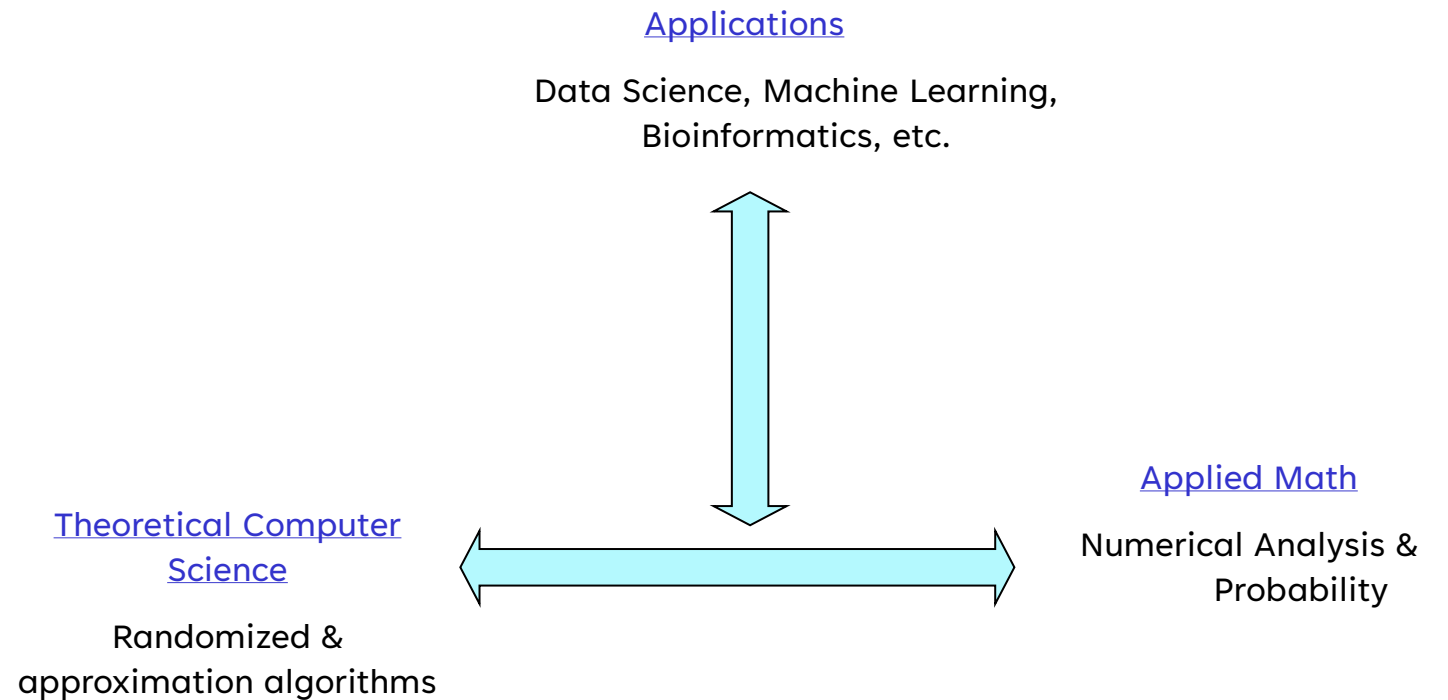 Applications
Data Science, Machine Learning,
Bioinformatics, etc.
Theoretical Computer
Science
Randomized &
approximation algorithms
Applied Math
Numerical Analysis &
Probability